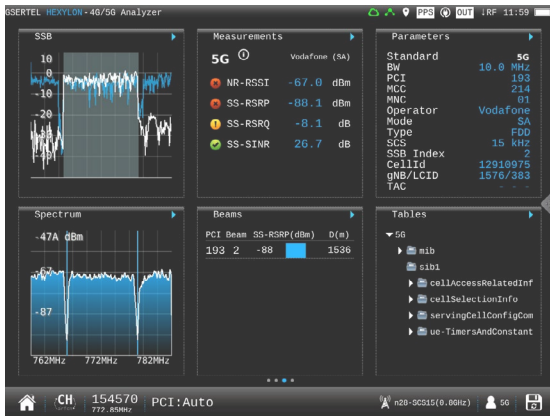 GSERTEL HEXYLON-4G/5G Analyzer PPS OUT ↓RF 11:59
SSB
10
0
-10
-20
Measurements
5G Vodafone (SA)
NR-RSSI -67.0 dBm
SS-RSRP -88.1 dBm
SS-RSRQ -8.1 dB
SS-SINR 26.7 dB
Parameters
Standard 5G
BW 10.0 MHz
PCI 193
MCC 214
MNC 01
Operator Vodafone
Mode SA
Type FDD
SCS 15 kHz
SSB Index 2
CellId 12910975
gNB/LCID 1576/383
TAC - - -
Spectrum
-47A dBm
-67
-87
762MHz 772MHz 782MHz
Beams
PCI Beam SS-RSRP(dBm) D(m)
193 2 -88 1536
Tables
5G
mib
sib1
cellAccessRelatedInf
cellSelectionInfo
servingCellConfigCom
ue-TimersAndConstant
CH 154570 PCI:Auto n28-SCS15(0.8GHz) 5G
772.85MHz